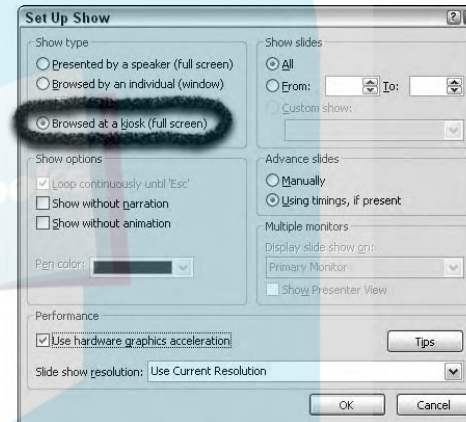 Set Up Show
Show type
Presented by a speaker (full screen)
Browsed by an individual (window)
Browsed at a kiosk (full screen)
Show slides
All
From: To:
Custom show:
Show options
Loop continuously until 'Esc'
Show without narration
Show without animation
Pen color:
Advance slides
Manually
Using timings, if present
Multiple monitors
Display slide show on:
Primary Monitor
Show Presenter View
Performance
Use hardware graphics acceleration
Tips
Slide show resolution: Use Current Resolution
OK Cancel